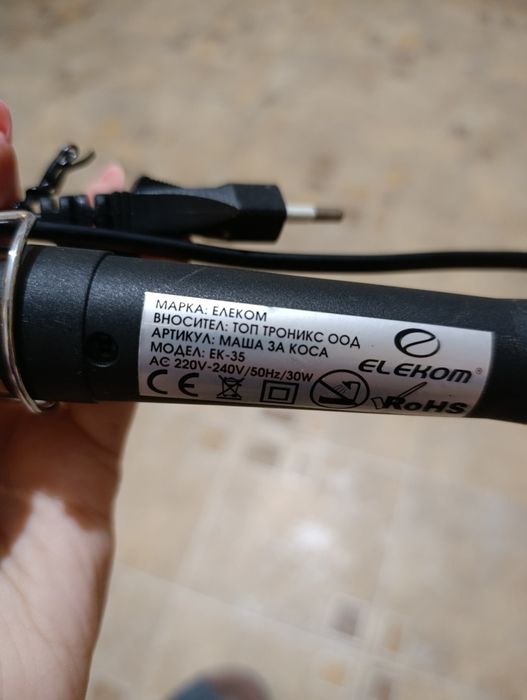 МАРКА: ЕЛЕКОМ
ВНОСИТЕЛ: ТОП ТРОНИКС ООД
АРТИКУЛ: МАША ЗА КОСА
МОДЕЛ: ЕК-35
AC 220V-240V/50Hz/30W
CE
ELEKOM®
RoHS